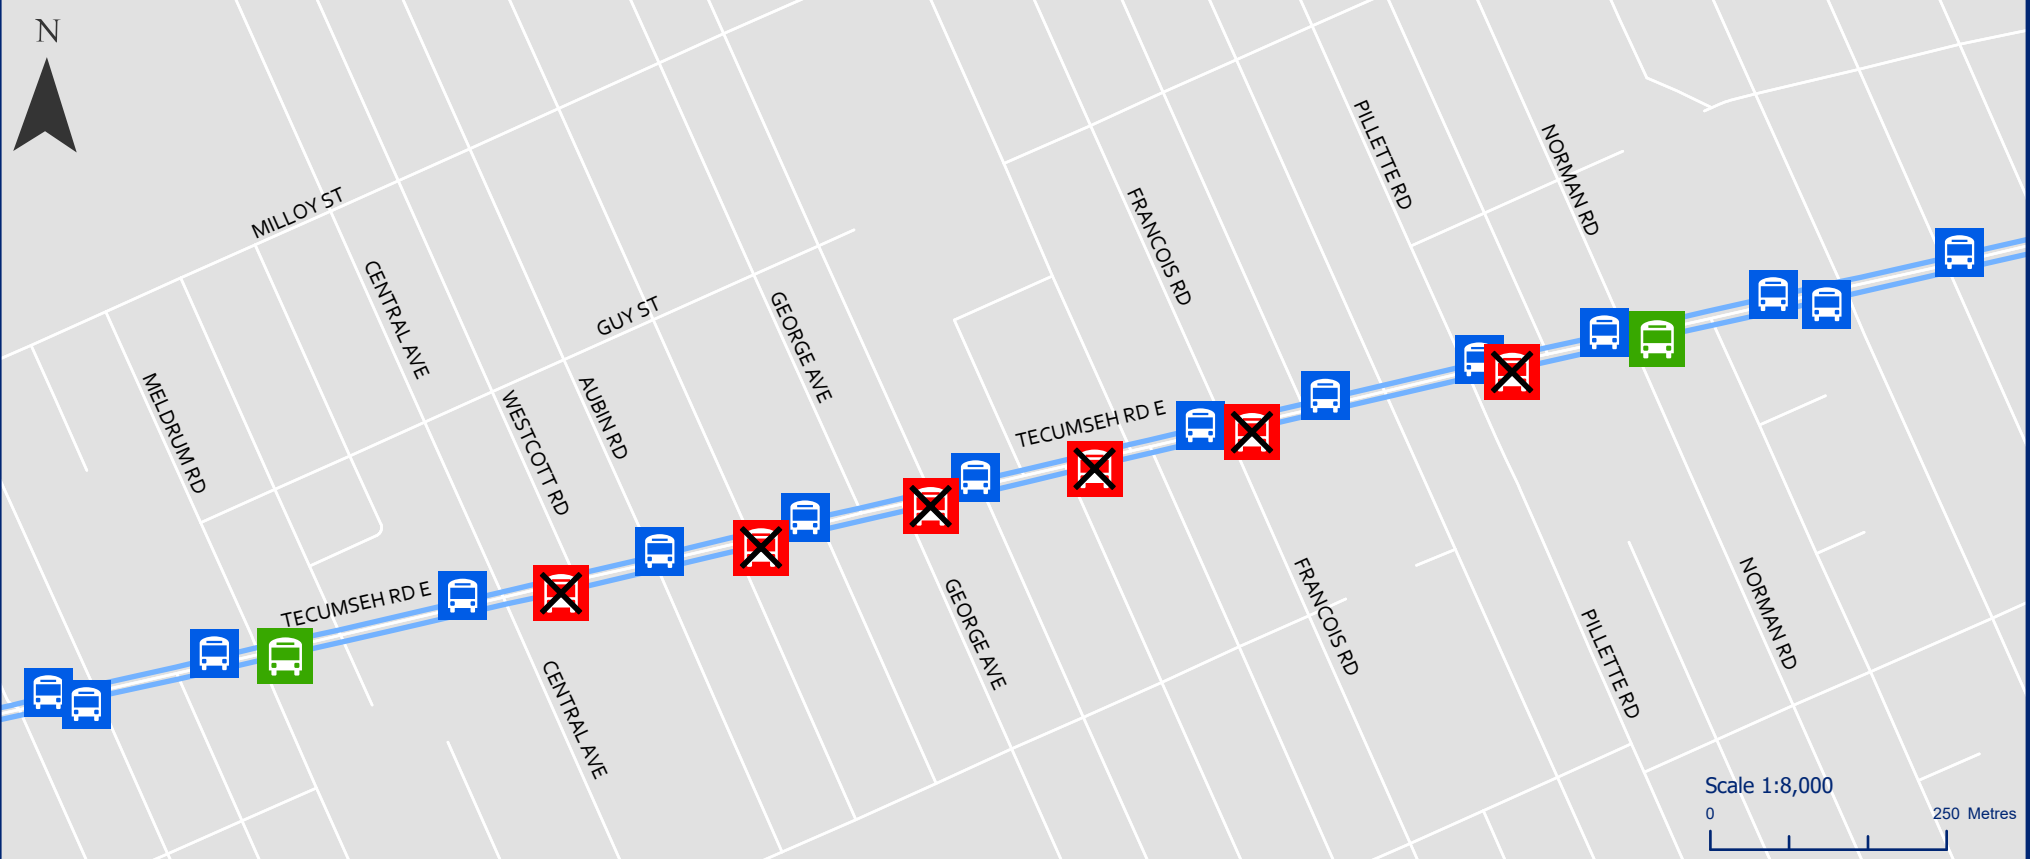 N
MILLOY ST
PILLETTE RD
NORMAN RD
FRANCOIS RD
CENTRAL AVE
GUY ST
GEORGE AVE
MELDRUM RD
WESTCOTT RD
AUBIN RD
TECUMSEH RD E
TECUMSEH RD E
CENTRAL AVE
GEORGE AVE
FRANCOIS RD
PILLETTE RD
NORMAN RD
Scale 1:8,000
0 250 Metres